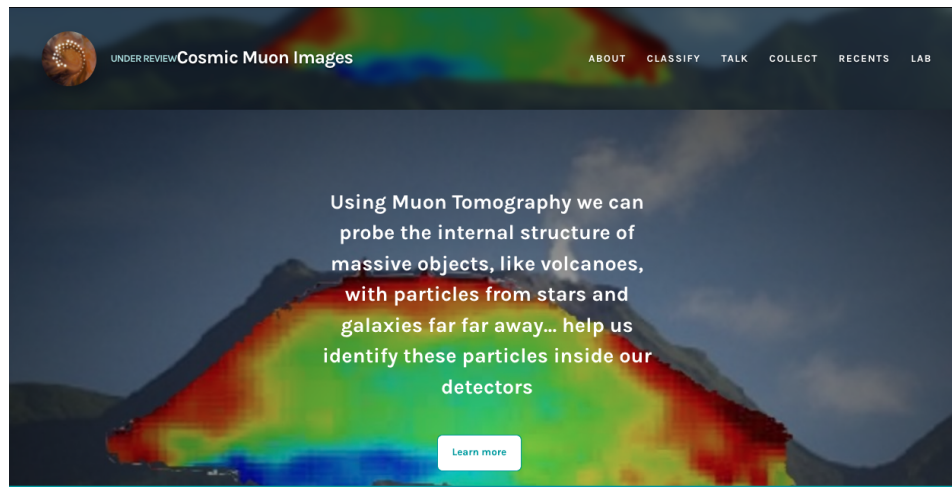 UNDER REVIEW Cosmic Muon Images
ABOUT CLASSIFY TALK COLLECT RECENTS LAB
Using Muon Tomography we can
probe the internal structure of
massive objects, like volcanoes,
with particles from stars and
galaxies far far away... help us
identify these particles inside our
detectors
Learn more